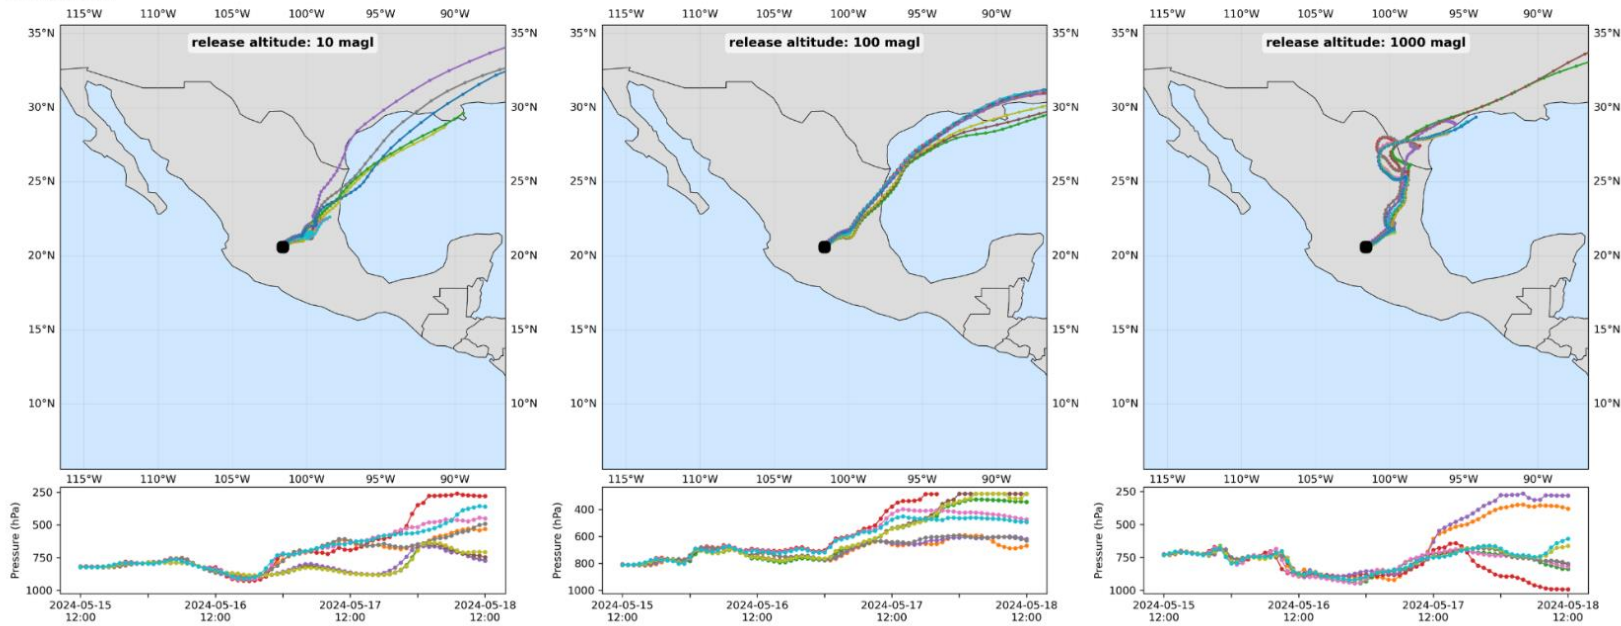 115°W 110°W 105°W 100°W 95°W 90°W
115°W 110°W 105°W 100°W 95°W 90°W
115°W 110°W 105°W 100°W 95°W 90°W
35°N release altitude: 10 magl 35°N
35°N release altitude: 100 magl 35°N
35°N release altitude: 1000 magl 35°N
30°N 30°N 30°N 30°N 30°N 30°N
25°N 25°N 25°N 25°N 25°N 25°N
20°N 20°N 20°N 20°N 20°N 20°N
15°N 15°N 15°N 15°N 15°N 15°N
10°N 10°N 10°N 10°N 10°N 10°N
115°W 110°W 105°W 100°W 95°W 90°W
115°W 110°W 105°W 100°W 95°W 90°W
115°W 110°W 105°W 100°W 95°W 90°W
Pressure (hPa)
250
500
750
1000
2024-05-15 12:00
2024-05-16 12:00
2024-05-17 12:00
2024-05-18 12:00
Pressure (hPa)
400
600
800
1000
2024-05-15 12:00
2024-05-16 12:00
2024-05-17 12:00
2024-05-18 12:00
Pressure (hPa)
250
500
750
1000
2024-05-15 12:00
2024-05-16 12:00
2024-05-17 12:00
2024-05-18 12:00